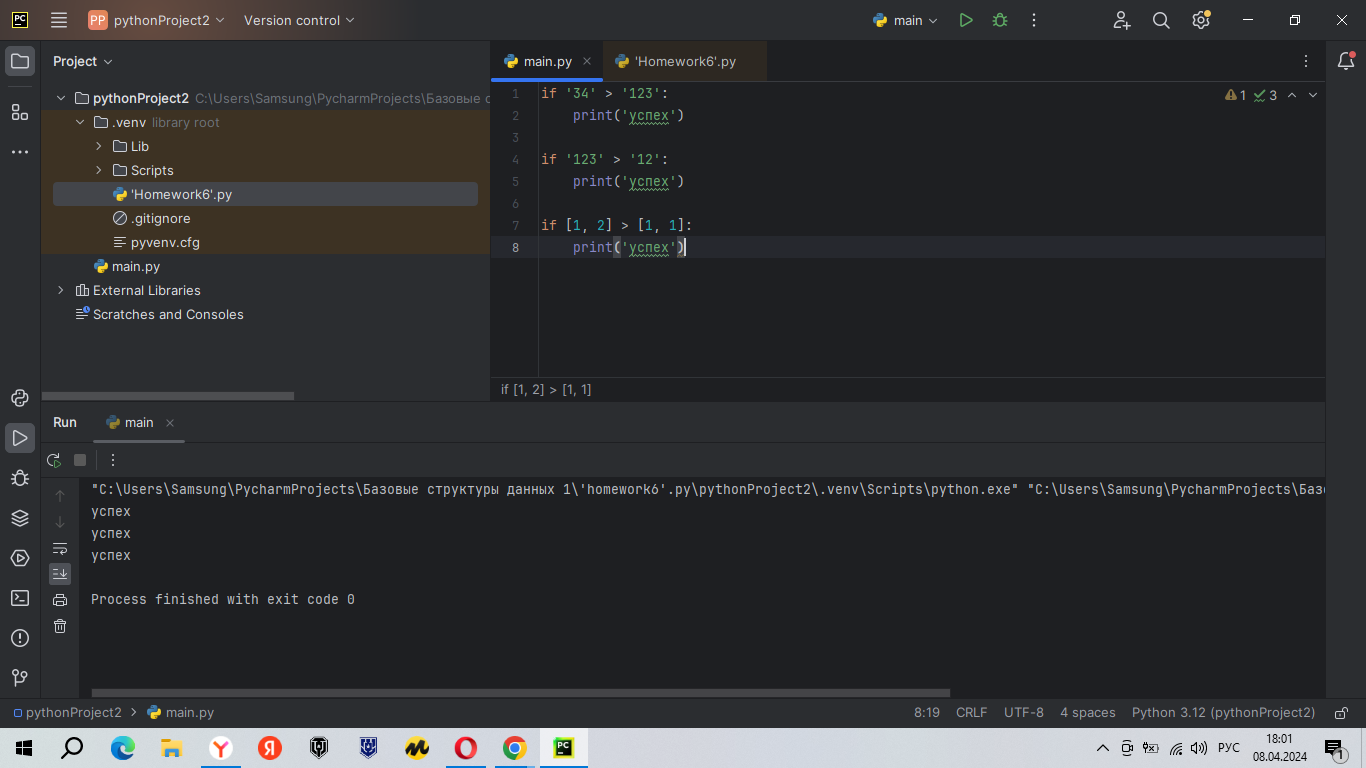 PC PP pythonProject2 Version control main
Project
pythonProject2 C:\Users\Samsung\PycharmProjects\Базовые с
.venv library root
Lib
Scripts
'Homework6'.py
.gitignore
pyvenv.cfg
main.py
External Libraries
Scratches and Consoles
main.py 'Homework6'.py
1 if '34' > '123': 1 3
2 print('успех')
3
4 if '123' > '12':
5 print('успех')
6
7 if [1, 2] > [1, 1]:
8 print('успех')
if [1, 2] > [1, 1]
Run main
"C:\Users\Samsung\PycharmProjects\Базовые структуры данных 1\'homework6'.py\pythonProject2\.venv\Scripts\python.exe" "C:\Users\Samsung\PycharmProjects\Баз
успех
успех
успех
Process finished with exit code 0
pythonProject2 > main.py 8:19 CRLF UTF-8 4 spaces Python 3.12 (pythonProject2)
Y Я PC РУС 18:01
08.04.2024 1